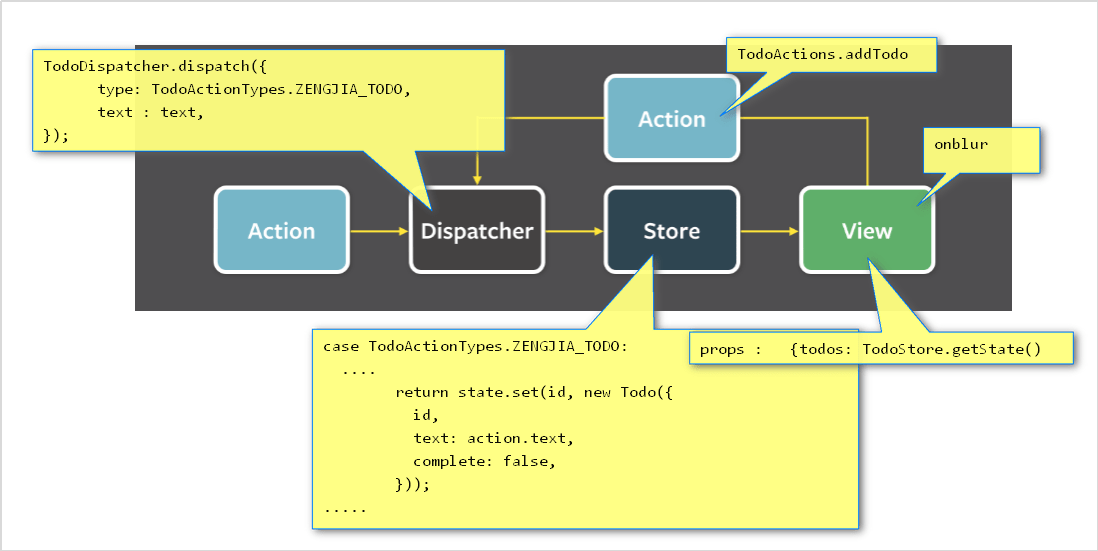 TodoDispatcher.dispatch({
type: TodoActionTypes.ZENGJIA_TODO,
text : text,
});
TodoActions.addTodo
Action
onblur
Action
Dispatcher
Store
View
case TodoActionTypes.ZENGJIA_TODO:
....
return state.set(id, new Todo({
id,
text: action.text,
complete: false,
}));
.....
props :   {todos: TodoStore.getState()